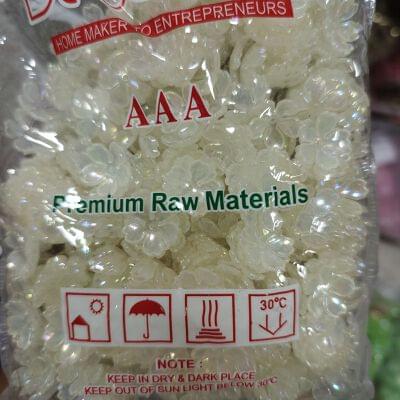 HOME MAKER TO ENTREPRENEURS
AAA
Premium Raw Materials
30°C
NOTE :
KEEP IN DRY & DARK PLACE
KEEP OUT OF SUN LIGHT BELOW 30°C